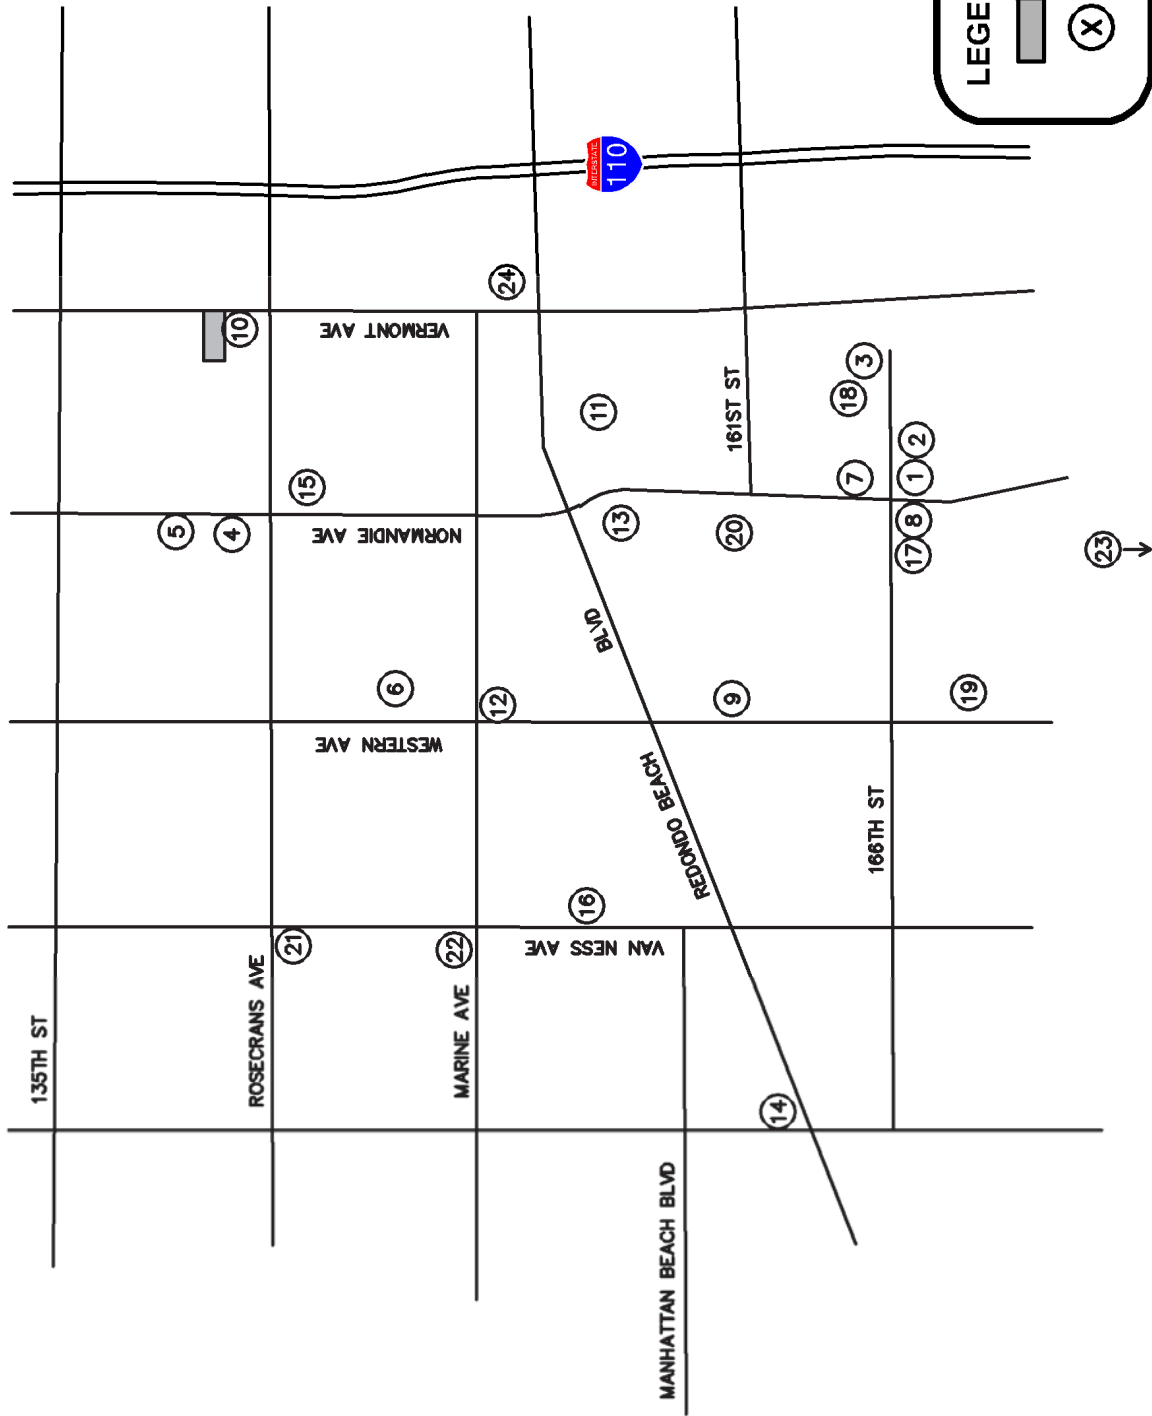 135TH ST
ROSECRANS AVE
MARINE AVE
MANHATTAN BEACH BLVD
REDONDO BEACH
BLVD
161ST ST
166TH ST
VAN NESS AVE
WESTERN AVE
NORMANDIE AVE
VERMONT AVE
INTERSTATE
110
LEGE
X
5
4
10
15
6
21
22
12
24
16
11
13
9
20
14
7
18
3
17
8
1
2
19
23